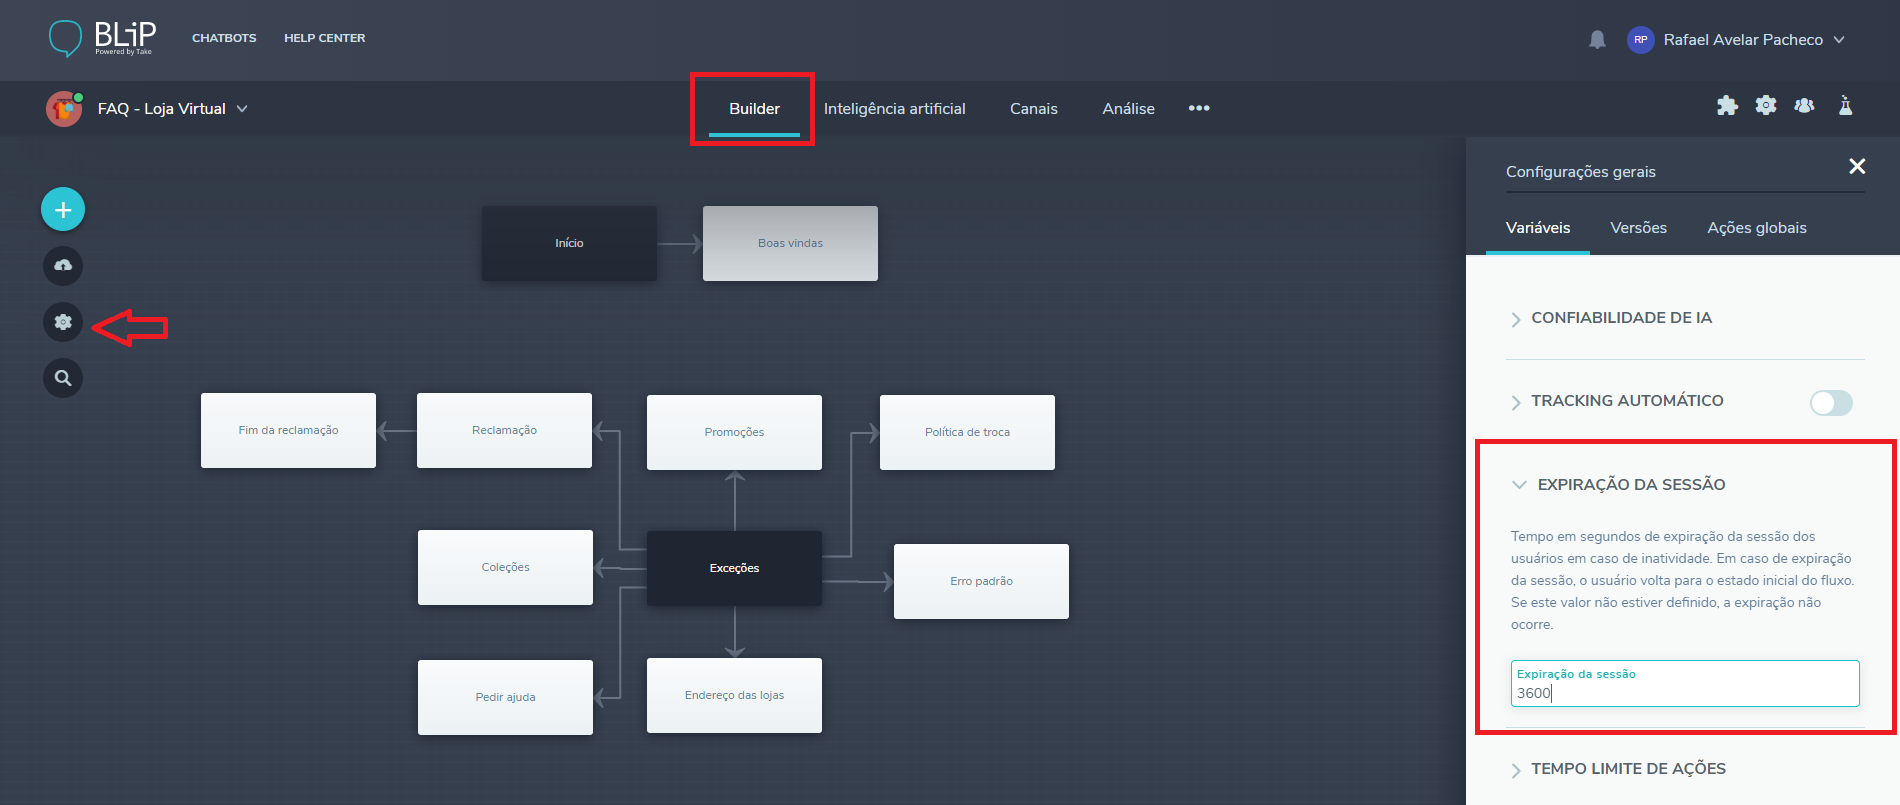 BLiP
Powered by Take
CHATBOTS
HELP CENTER
RP
Rafael Avelar Pacheco
FAQ - Loja Virtual
Builder
Inteligência artificial
Canais
Análise
Configurações gerais
Variáveis
Versões
Ações globais
Início
Boas vindas
CONFIABILIDADE DE IA
TRACKING AUTOMÁTICO
Fim da reclamação
Reclamação
Promoções
Política de troca
EXPIRAÇÃO DA SESSÃO
Tempo em segundos de expiração da sessão dos
usuários em caso de inatividade. Em caso de expiração
da sessão, o usuário volta para o estado inicial do fluxo.
Se este valor não estiver definido, a expiração não
ocorre.
Coleções
Exceções
Erro padrão
Expiração da sessão
3600
Pedir ajuda
Endereço das lojas
TEMPO LIMITE DE AÇÕES